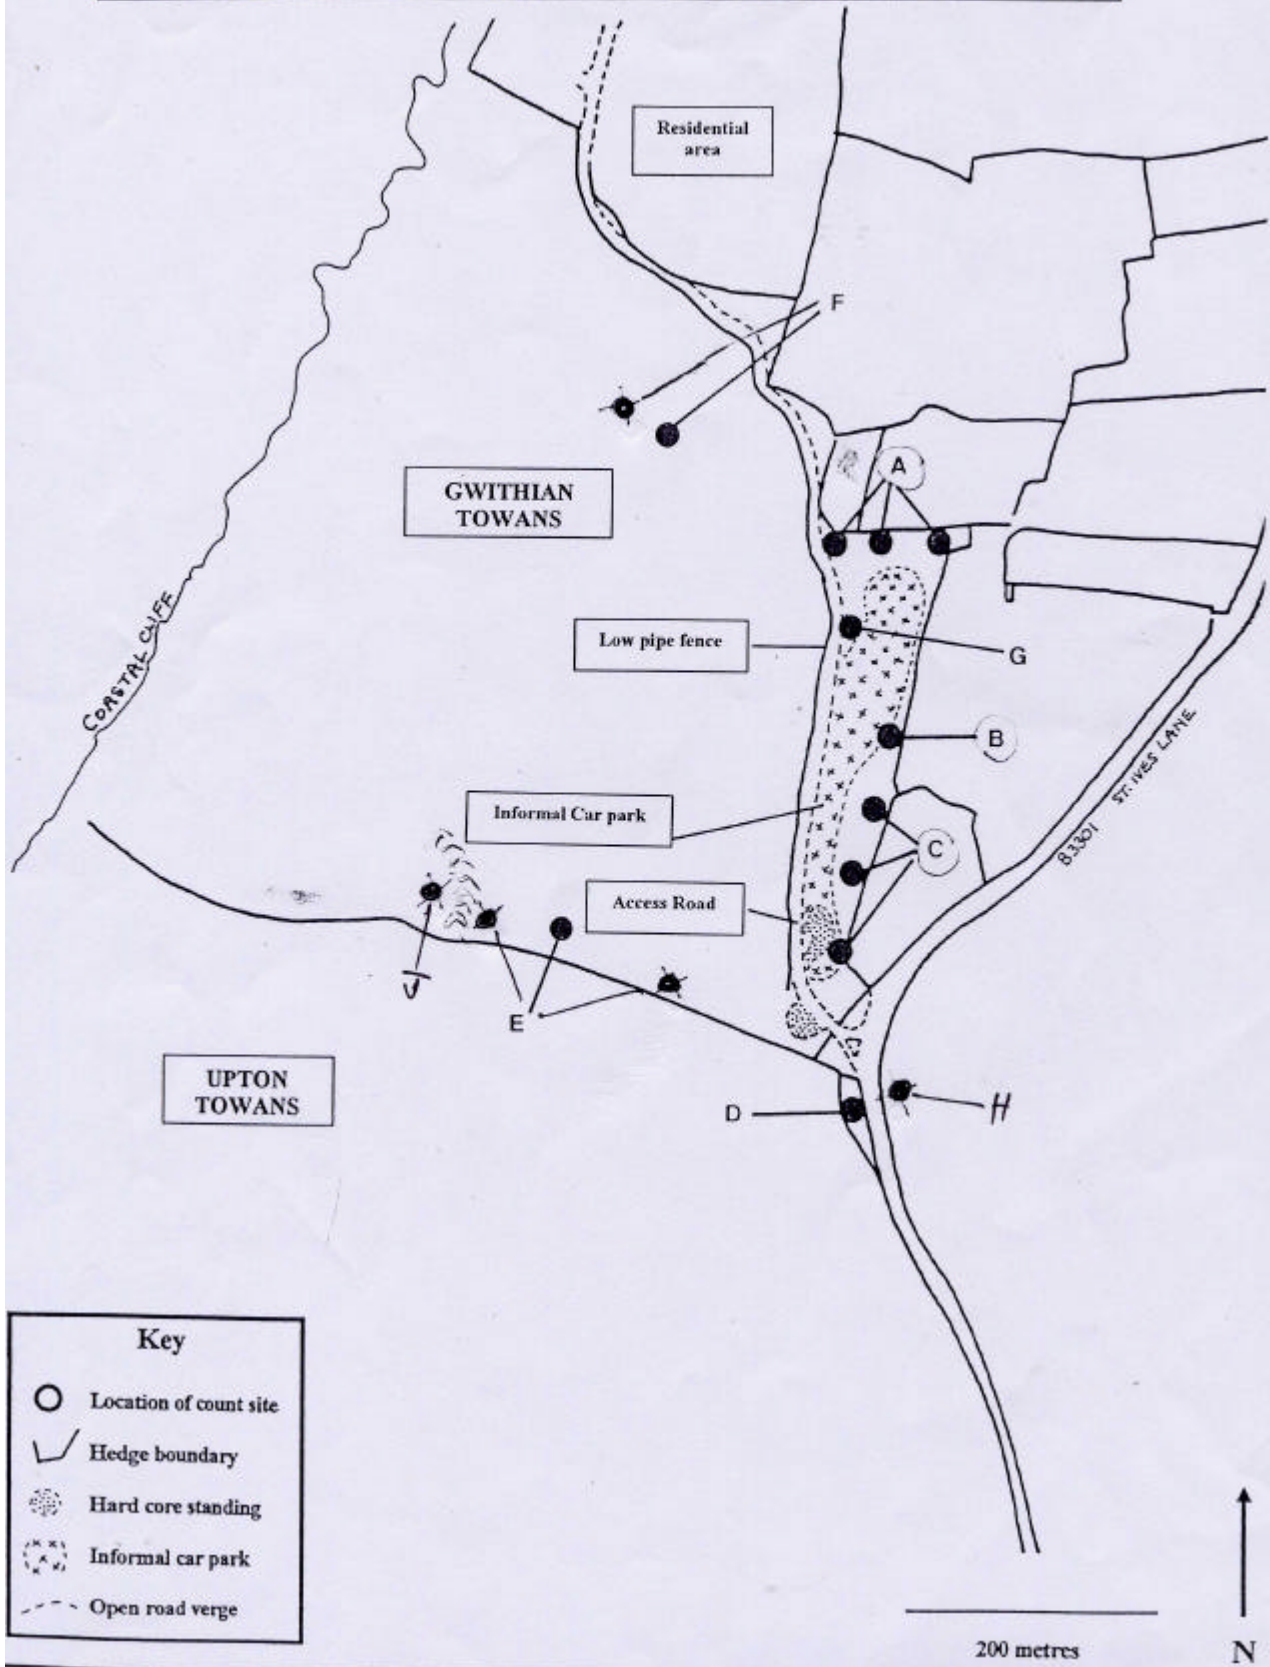 Residential
area
F
A
GWITHIAN
TOWANS
COASTAL CLIFF
Low pipe fence
G
B
B3301 ST. IVES LANE
Informal Car park
C
Access Road
J
E
UPTON
TOWANS
D
H
Key
Location of count site
Hedge boundary
Hard core standing
Informal car park
Open road verge
200 metres
N